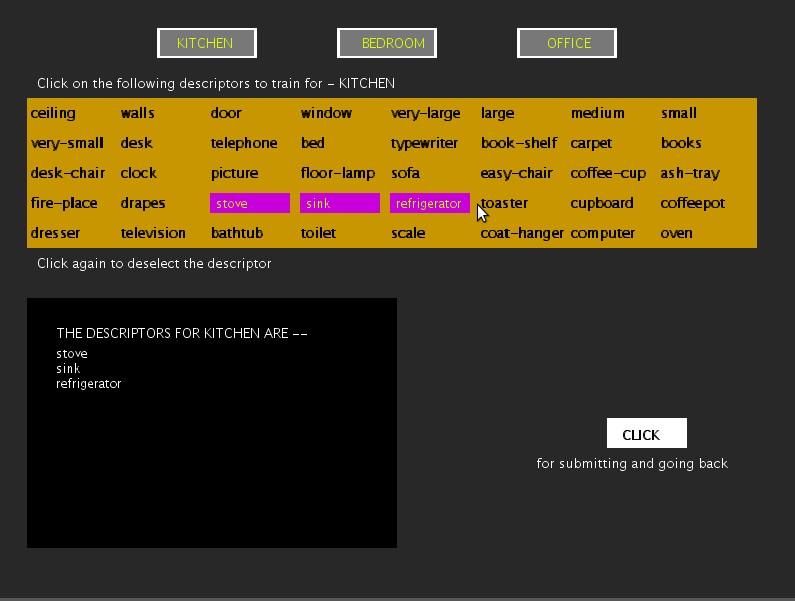 KITCHEN BEDROOM OFFICE
Click on the following descriptors to train for - KITCHEN
ceiling walls door window very-large large medium small
very-small desk telephone bed typewriter book-shelf carpet books
desk-chair clock picture floor-lamp sofa easy-chair coffee-cup ash-tray
fire-place drapes stove sink refrigerator toaster cupboard coffeepot
dresser television bathtub toilet scale coat-hanger computer oven
Click again to deselect the descriptor
THE DESCRIPTORS FOR KITCHEN ARE --
stove
sink
refrigerator
CLICK
for submitting and going back